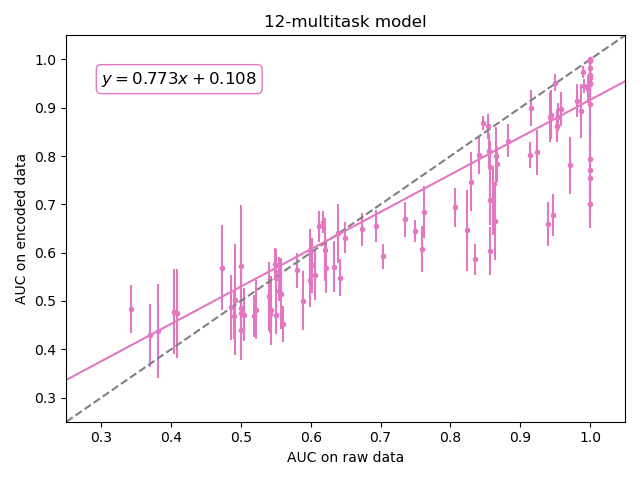 12-multitask model
y = 0.773x + 0.108
AUC on encoded data
1.0
0.9
0.8
0.7
0.6
0.5
0.4
0.3
0.3 0.4 0.5 0.6 0.7 0.8 0.9 1.0
AUC on raw data